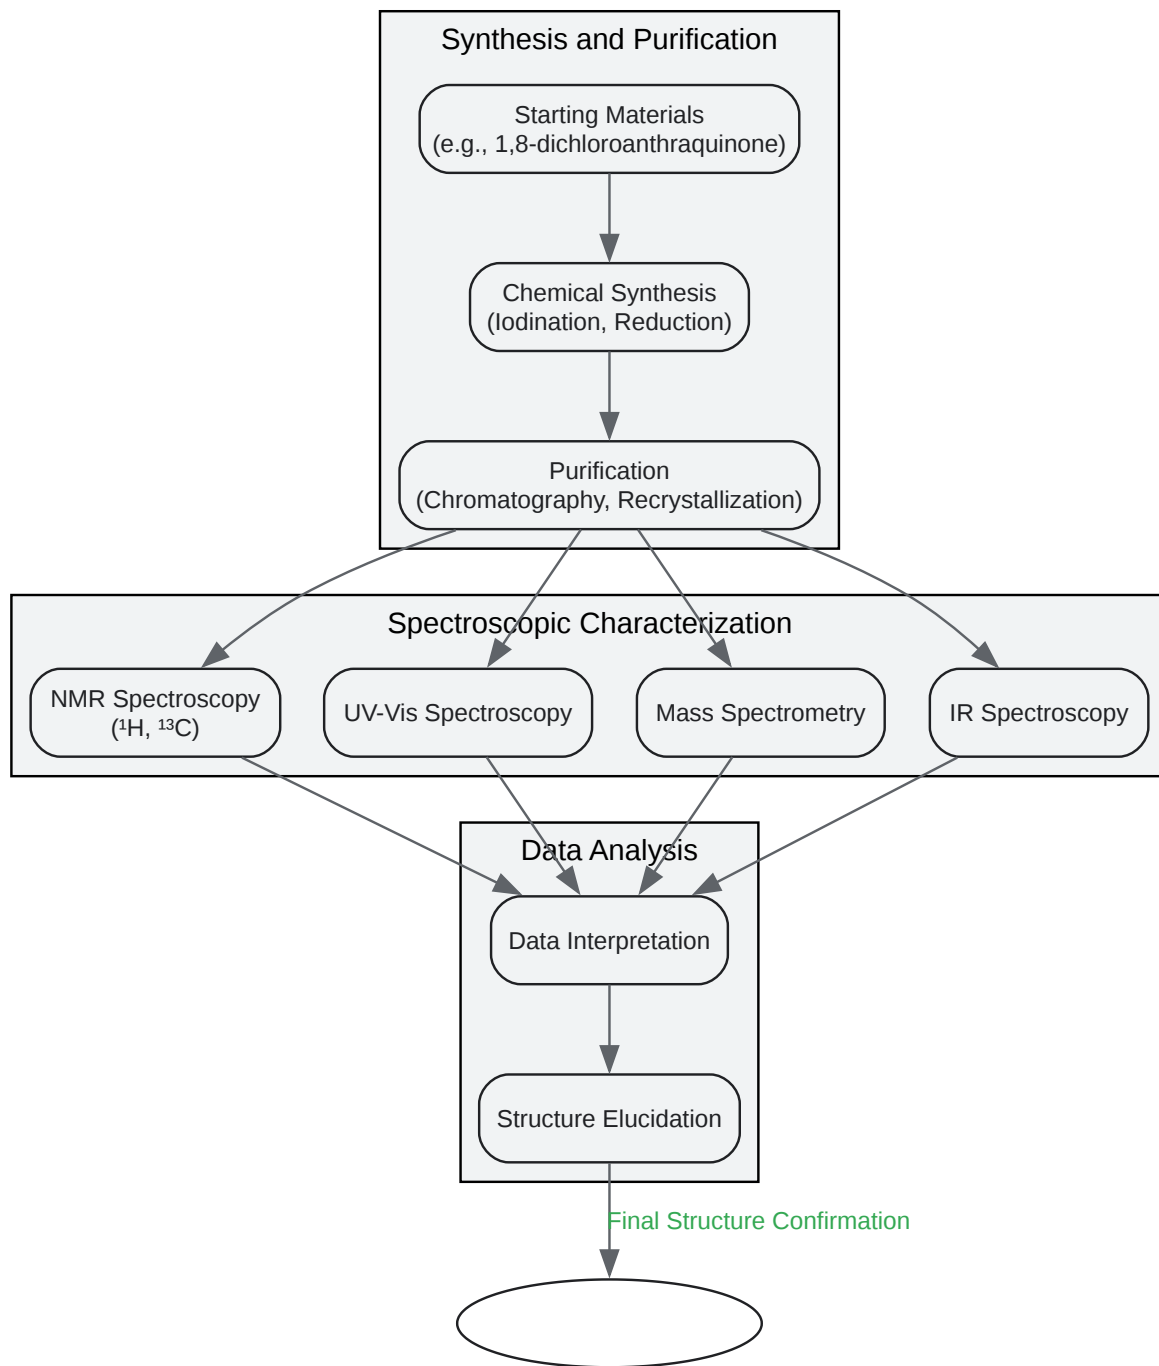 Synthesis and Purification
Starting Materials
(e.g., 1,8-dichloroanthraquinone)
Chemical Synthesis
(Iodination, Reduction)
Purification
(Chromatography, Recrystallization)
Spectroscopic Characterization
NMR Spectroscopy
(¹H, ¹³C)
UV-Vis Spectroscopy
Mass Spectrometry
IR Spectroscopy
Data Analysis
Data Interpretation
Structure Elucidation
Final Structure Confirmation